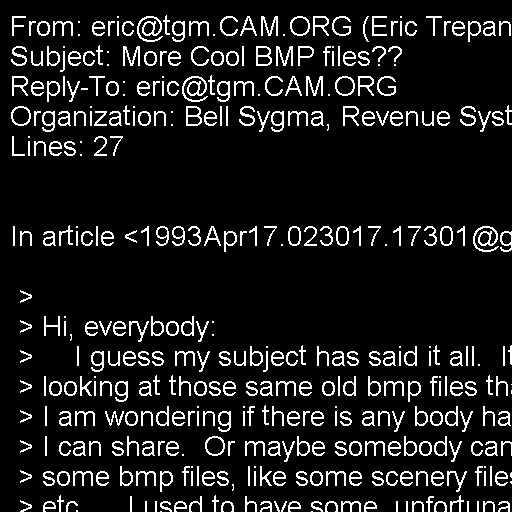 From: eric@tgm.CAM.ORG (Eric Trepan
Subject: More Cool BMP files??
Reply-To: eric@tgm.CAM.ORG
Organization: Bell Sygma, Revenue Syst
Lines: 27
In article <1993Apr17.023017.17301@g
>
> Hi, everybody:
>     I guess my subject has said it all.  It
> looking at those same old bmp files tha
> I am wondering if there is any body ha
> I can share.  Or maybe somebody can
> some bmp files, like some scenery files
> etc...   I used to have some, unfortuna